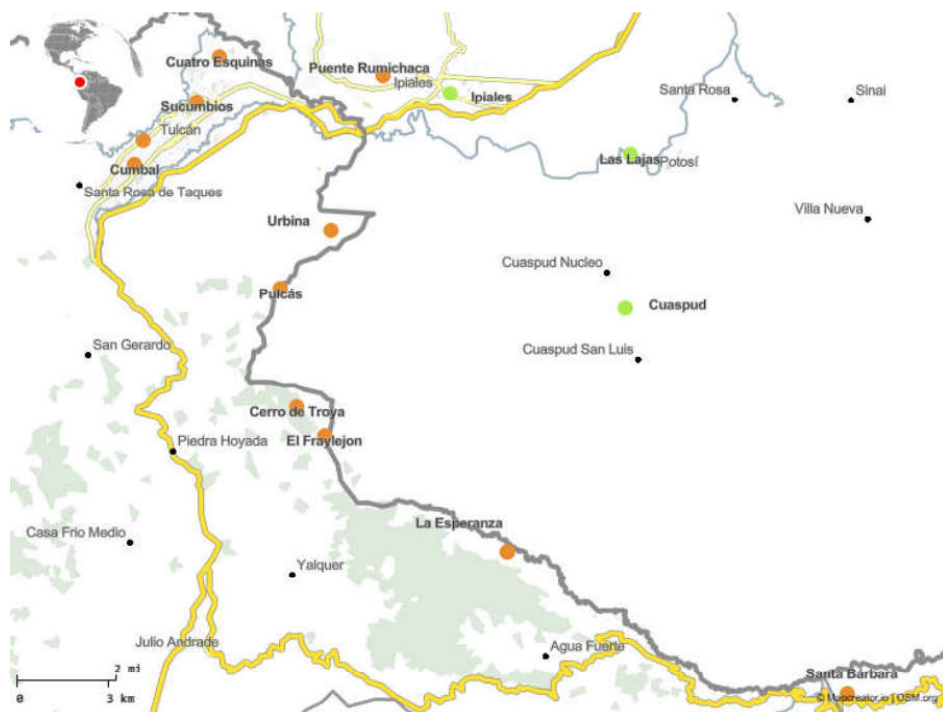 Cuatro Esquinas
Puente Rumichaca
Ipiales
Ipiales
Santa Rosa
Sinai
Sucumbios
Tulcán
Las Lajas
Potosí
Cumbal
Santa Rosa de Taques
Villa Nueva
Urbina
Cuaspud Nucleo
Pulcás
Cuaspud
San Gerardo
Cuaspud San Luis
Cerro de Troya
El Fraylejon
Piedra Hoyada
La Esperanza
Casa Frio Medio
Yalquer
Julio Andrade
Agua Fuerte
2 mi
3 km
Santa Bárbara
© Mapcreator.io | OSM.org